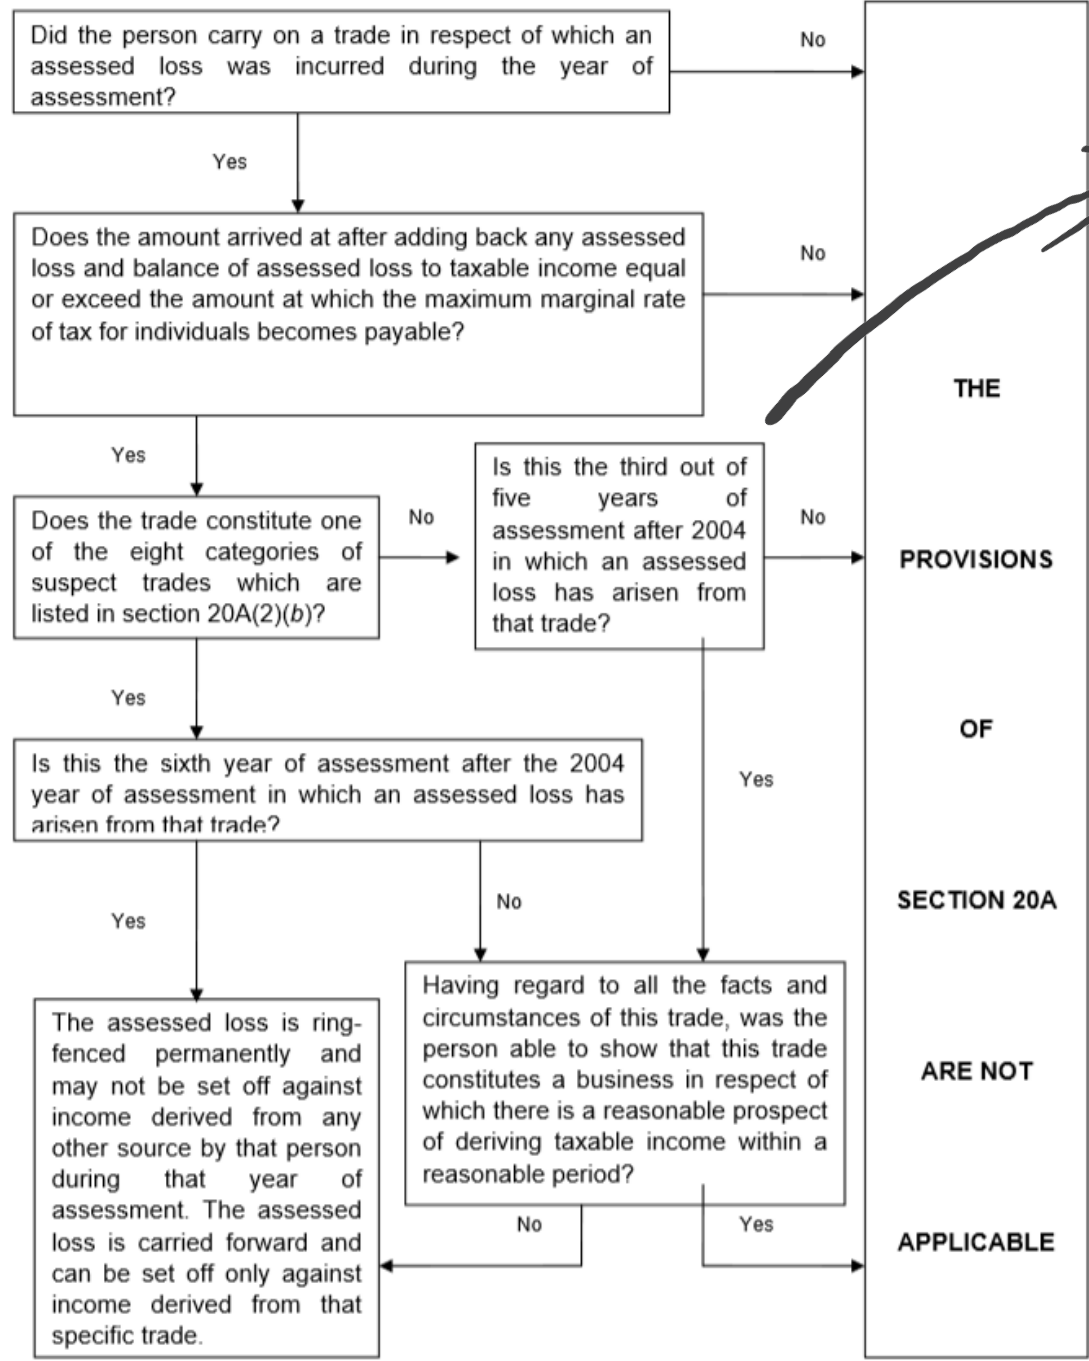 Did the person carry on a trade in respect of which an
assessed loss was incurred during the year of
assessment?
No
Yes
Does the amount arrived at after adding back any assessed
loss and balance of assessed loss to taxable income equal
or exceed the amount at which the maximum marginal rate
of tax for individuals becomes payable?
No
Yes
Does the trade constitute one
of the eight categories of
suspect trades which are
listed in section 20A(2)(b)?
No
Is this the third out of
five years of
assessment after 2004
in which an assessed
loss has arisen from
that trade?
No
Yes
Is this the sixth year of assessment after the 2004
year of assessment in which an assessed loss has
arisen from that trade?
Yes
No
Yes
The assessed loss is ring-
fenced permanently and
may not be set off against
income derived from any
other source by that person
during that year of
assessment. The assessed
loss is carried forward and
can be set off only against
income derived from that
specific trade.
Having regard to all the facts and
circumstances of this trade, was the
person able to show that this trade
constitutes a business in respect of
which there is a reasonable prospect
of deriving taxable income within a
reasonable period?
No
Yes
THE
PROVISIONS
OF
SECTION 20A
ARE NOT
APPLICABLE